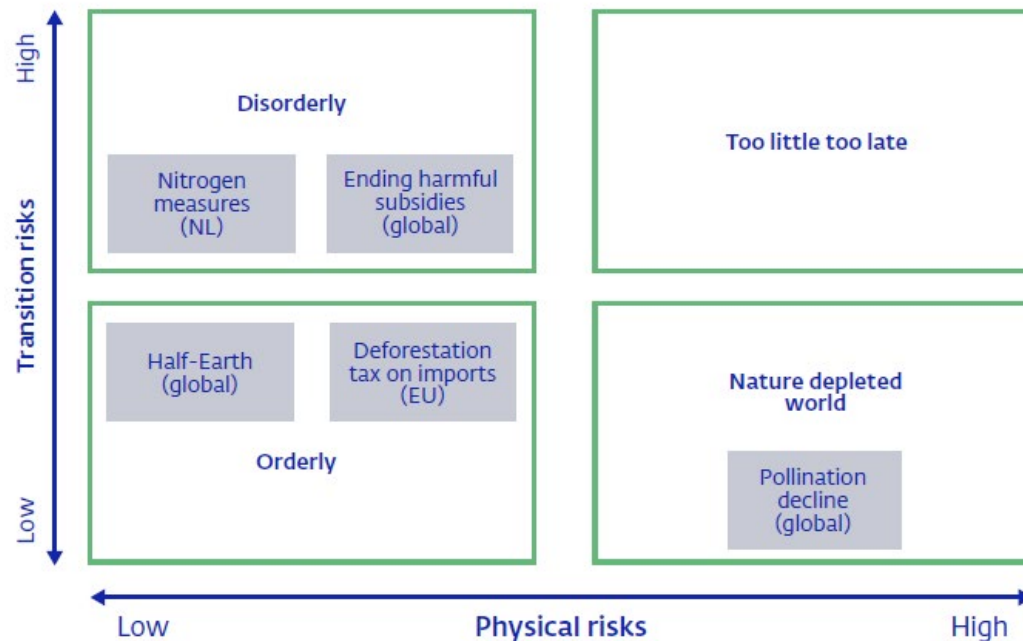 High
Transition risks
Low
Disorderly
Nitrogen
measures
(NL)
Ending harmful
subsidies
(global)
Too little too late
Half-Earth
(global)
Deforestation
tax on imports
(EU)
Orderly
Nature depleted
world
Pollination
decline
(global)
Low
Physical risks
High